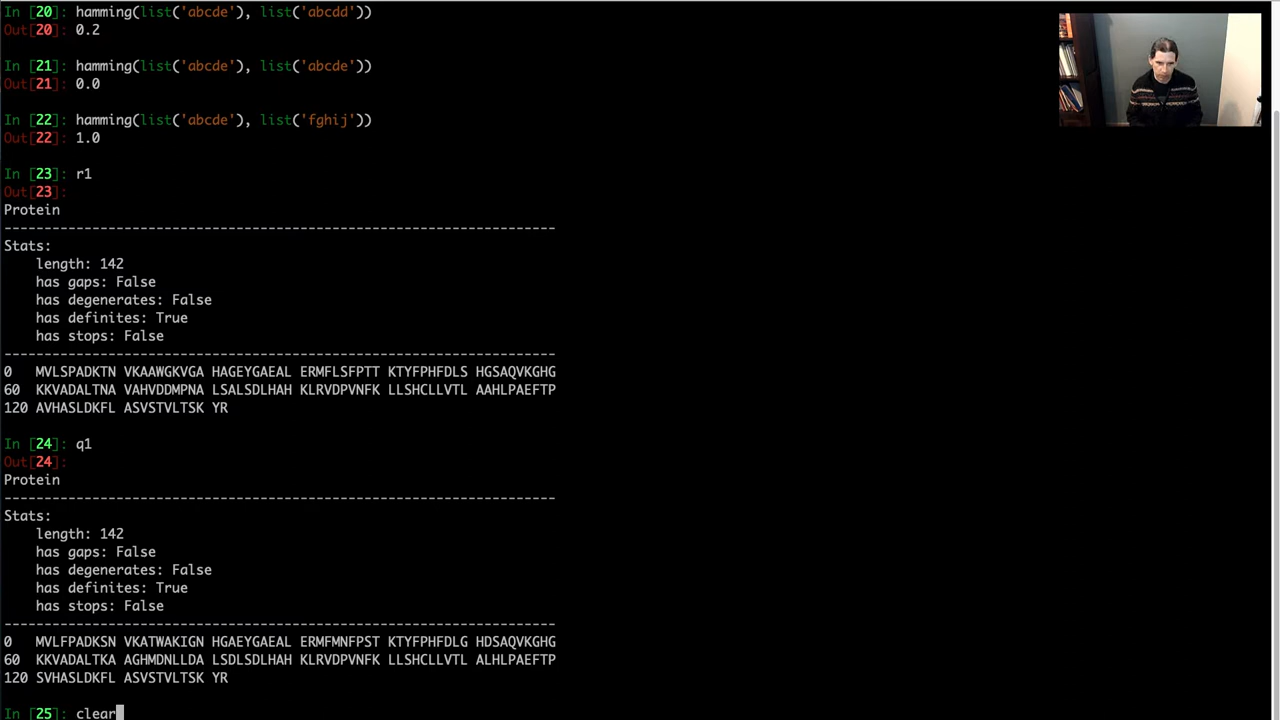 In [20]: hamming(list('abcde'), list('abcdd'))
Out[20]: 0.2
In [21]: hamming(list('abcde'), list('abcde'))
Out[21]: 0.0
In [22]: hamming(list('abcde'), list('fghij'))
Out[22]: 1.0
In [23]: r1
Out[23]:
Protein
---------------------------------------------------------------------
Stats:
length: 142
has gaps: False
has degenerates: False
has definites: True
has stops: False
---------------------------------------------------------------------
0 MVLSPADKTN VKAAWGKVGA HAGEYGAEAL ERMFLSFPTT KTYFPHFDLS HGSAQVKGHG
60 KKVADALTNA VAHVDDMPNA LSALSDLHAH KLRVDPVNFK LLSHCLLVTL AAHLPAEFTP
120 AVHASLDKFL ASVSTVLTSK YR
In [24]: q1
Out[24]:
Protein
---------------------------------------------------------------------
Stats:
length: 142
has gaps: False
has degenerates: False
has definites: True
has stops: False
---------------------------------------------------------------------
0 MVLFPADKSN VKATWAKIGN HGAEYGAEAL ERMFMNFPST KTYFPHFDLG HDSAQVKGHG
60 KKVADALTKA AGHMDNLLDA LSDLSDLHAH KLRVDPVNFK LLSHCLLVTL ALHLPAEFTP
120 SVHASLDKFL ASVSTVLTSK YR
In [25]: clear